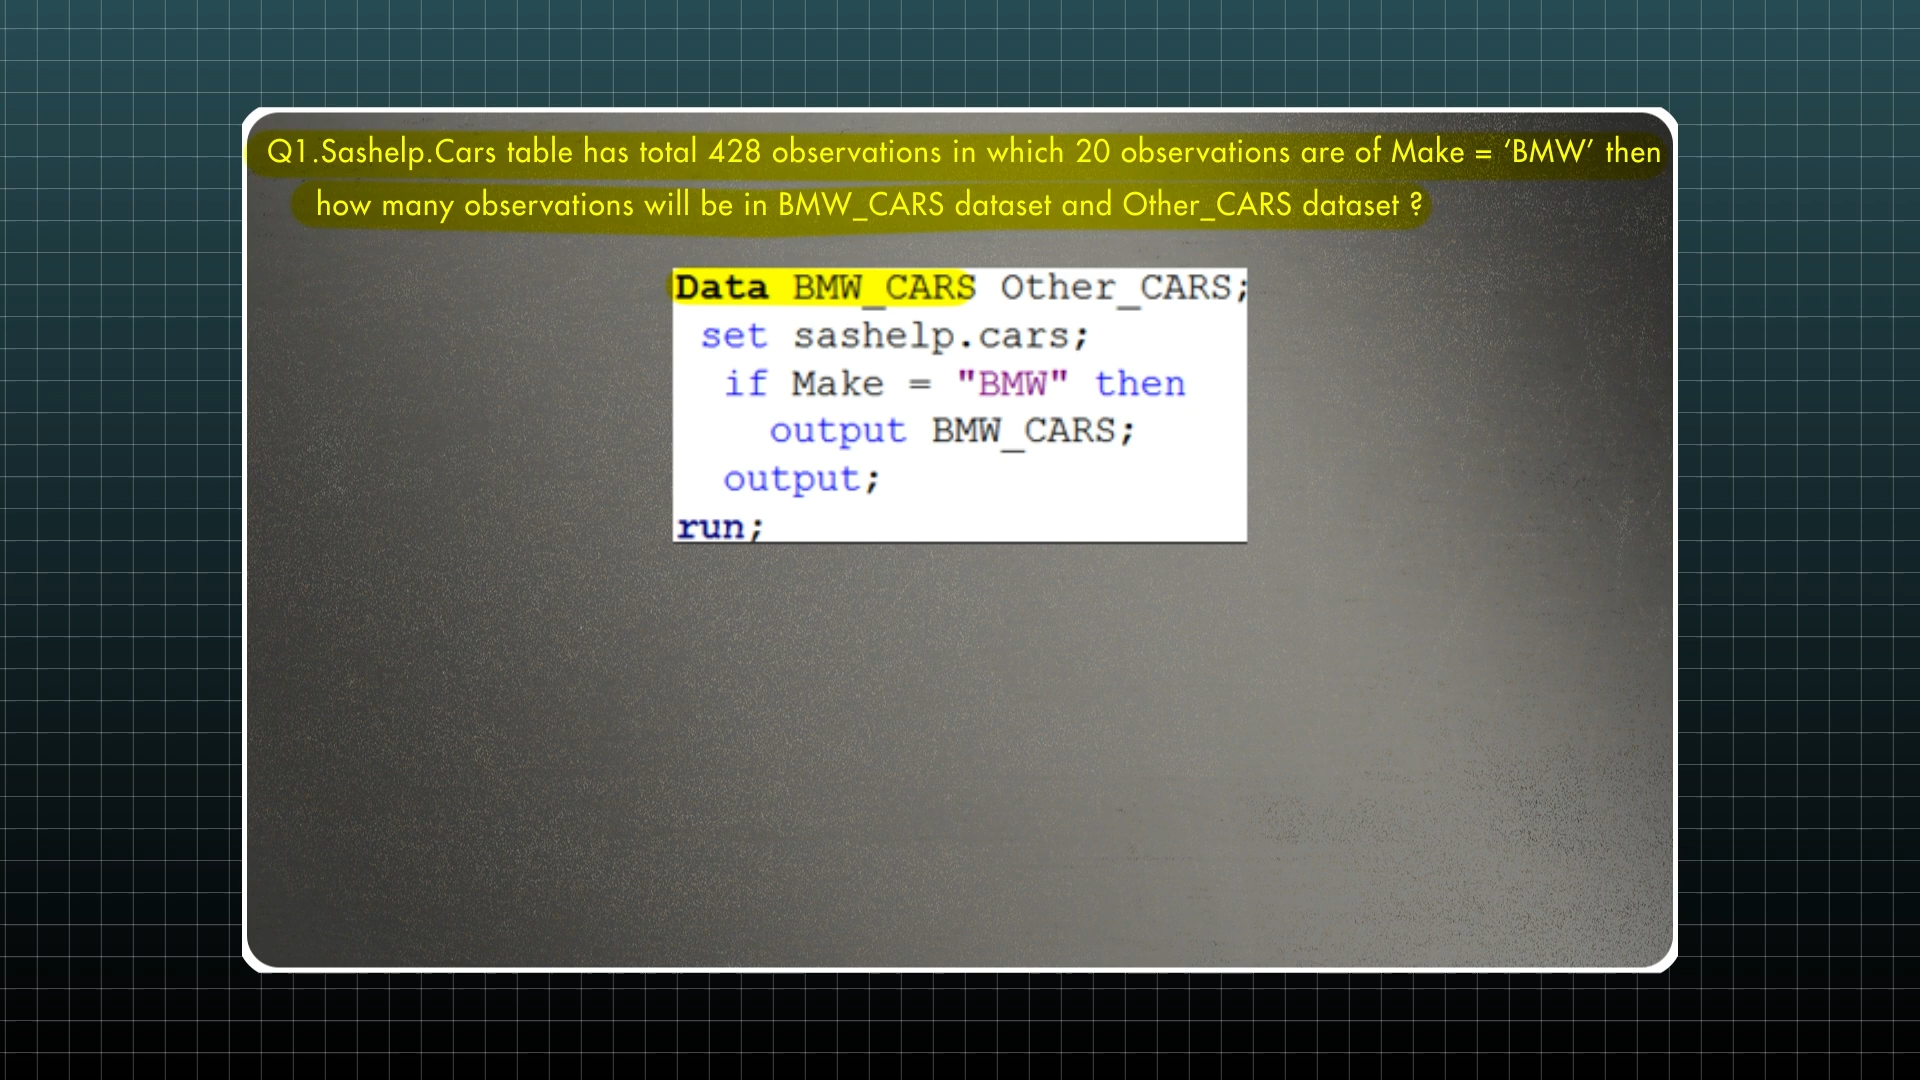 Q1.Sashelp.Cars table has total 428 observations in which 20 observations are of Make = ‘BMW’ then
how many observations will be in BMW_CARS dataset and Other_CARS dataset ?
Data BMW_CARS Other_CARS;
set sashelp.cars;
if Make = "BMW" then
output BMW_CARS;
output;
run;